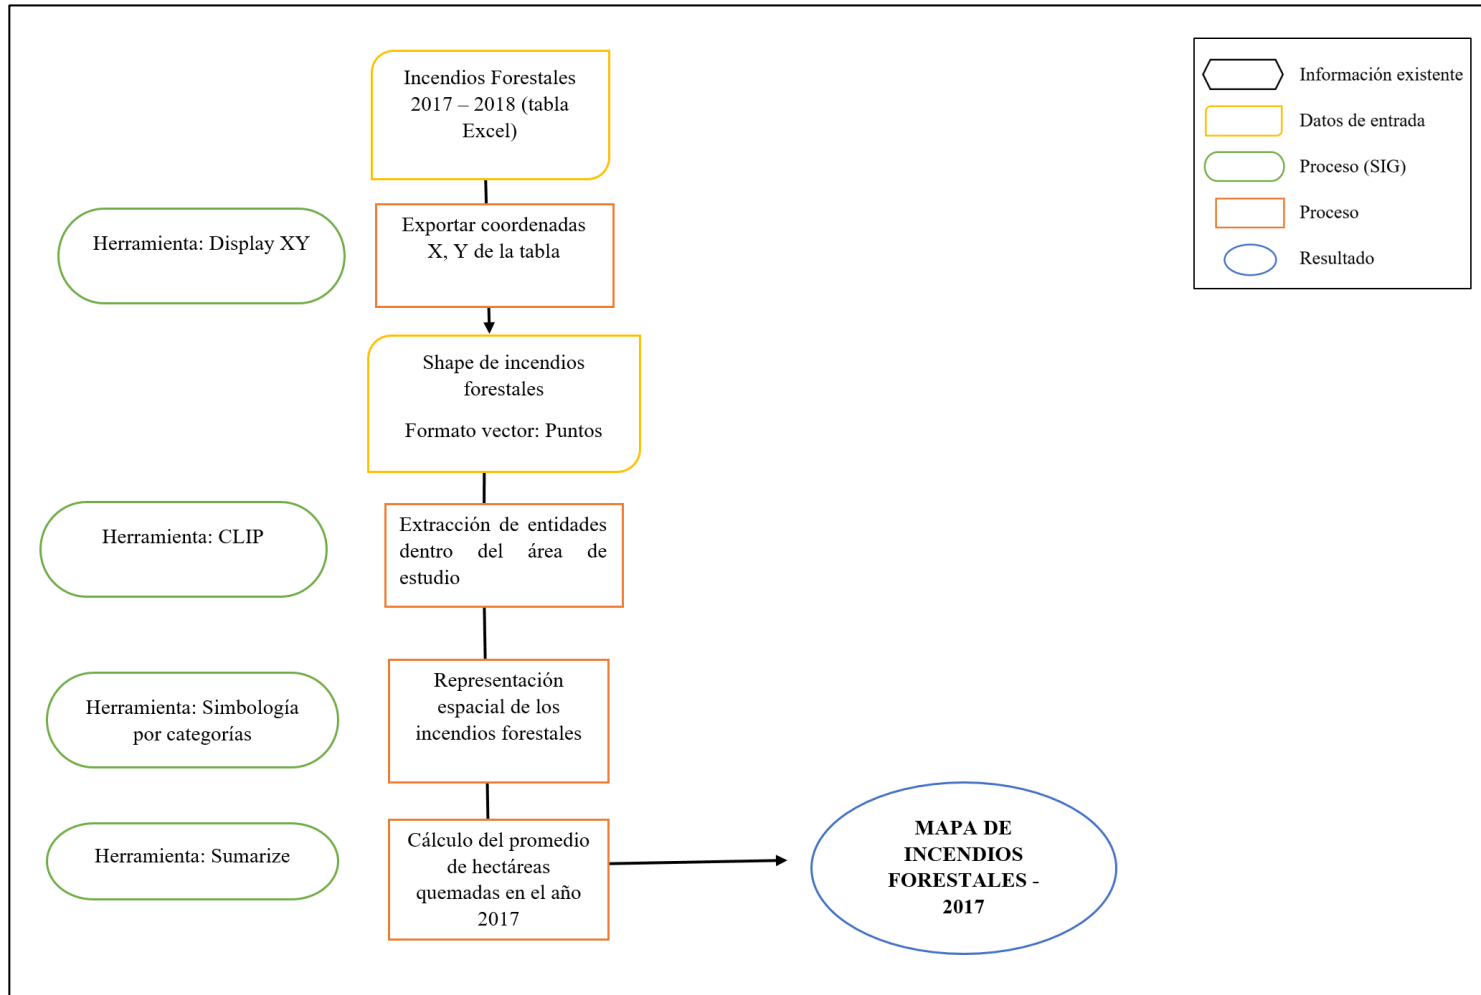 Incendios Forestales
2017 – 2018 (tabla
Excel)
Herramienta: Display XY
Exportar coordenadas
X, Y de la tabla
Shape de incendios
forestales
Formato vector: Puntos
Herramienta: CLIP
Extracción de entidades
dentro del área de
estudio
Herramienta: Simbología
por categorías
Representación
espacial de los
incendios forestales
Herramienta: Sumarize
Cálculo del promedio
de hectáreas
quemadas en el año
2017
MAPA DE
INCENDIOS
FORESTALES -
2017
Información existente
Datos de entrada
Proceso (SIG)
Proceso
Resultado